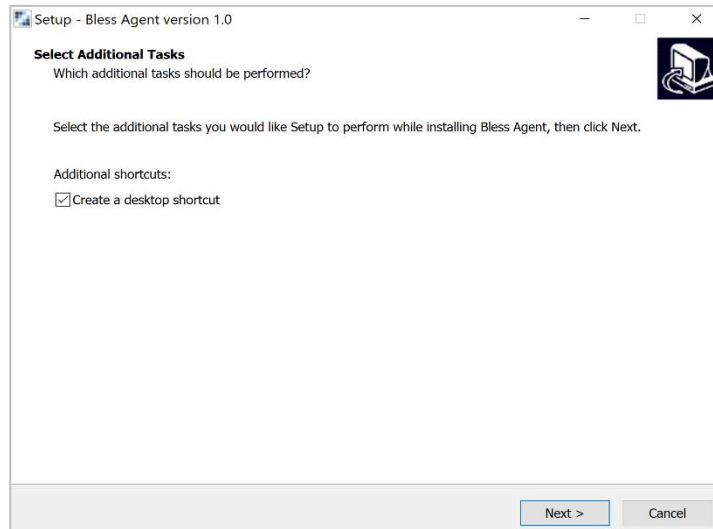 Setup - Bless Agent version 1.0
Select Additional Tasks
Which additional tasks should be performed?
Select the additional tasks you would like Setup to perform while installing Bless Agent, then click Next.
Additional shortcuts:
Create a desktop shortcut
Next >
Cancel